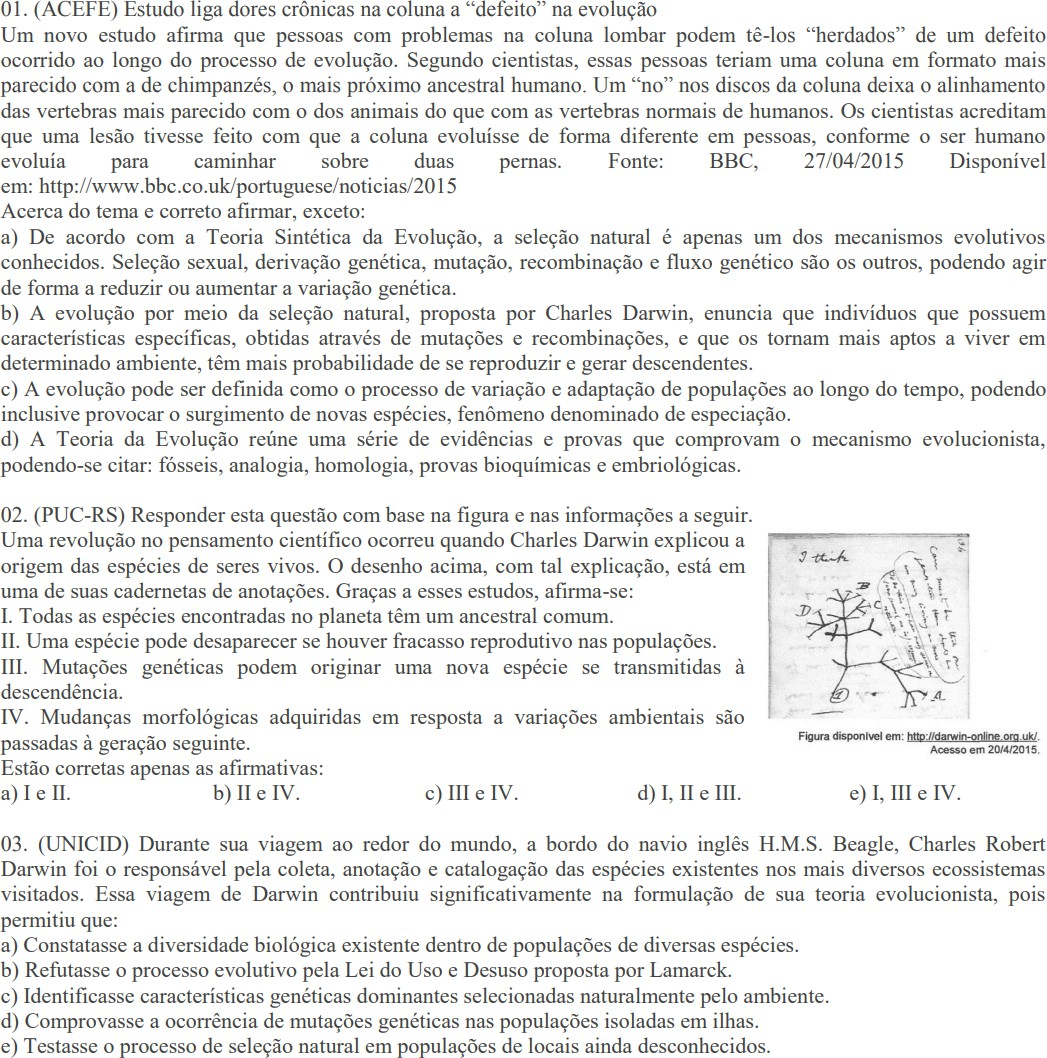 01. (ACEFE) Estudo liga dores crônicas na coluna a “defeito” na evolução
Um novo estudo afirma que pessoas com problemas na coluna lombar podem tê-los “herdados” de um defeito
ocorrido ao longo do processo de evolução. Segundo cientistas, essas pessoas teriam uma coluna em formato mais
parecido com a de chimpanzés, o mais próximo ancestral humano. Um “no” nos discos da coluna deixa o alinhamento
das vertebras mais parecido com o dos animais do que com as vertebras normais de humanos. Os cientistas acreditam
que uma lesão tivesse feito com que a coluna evoluísse de forma diferente em pessoas, conforme o ser humano
evoluía para caminhar sobre duas pernas. Fonte: BBC, 27/04/2015 Disponível
em: http://www.bbc.co.uk/portuguese/noticias/2015
Acerca do tema e correto afirmar, exceto:
a) De acordo com a Teoria Sintética da Evolução, a seleção natural é apenas um dos mecanismos evolutivos
conhecidos. Seleção sexual, derivação genética, mutação, recombinação e fluxo genético são os outros, podendo agir
de forma a reduzir ou aumentar a variação genética.
b) A evolução por meio da seleção natural, proposta por Charles Darwin, enuncia que indivíduos que possuem
características específicas, obtidas através de mutações e recombinações, e que os tornam mais aptos a viver em
determinado ambiente, têm mais probabilidade de se reproduzir e gerar descendentes.
c) A evolução pode ser definida como o processo de variação e adaptação de populações ao longo do tempo, podendo
inclusive provocar o surgimento de novas espécies, fenômeno denominado de especiação.
d) A Teoria da Evolução reúne uma série de evidências e provas que comprovam o mecanismo evolucionista,
podendo-se citar: fósseis, analogia, homologia, provas bioquímicas e embriológicas.
02. (PUC-RS) Responder esta questão com base na figura e nas informações a seguir.
Uma revolução no pensamento científico ocorreu quando Charles Darwin explicou a
origem das espécies de seres vivos. O desenho acima, com tal explicação, está em
uma de suas cadernetas de anotações. Graças a esses estudos, afirma-se:
I. Todas as espécies encontradas no planeta têm um ancestral comum.
II. Uma espécie pode desaparecer se houver fracasso reprodutivo nas populações.
III. Mutações genéticas podem originar uma nova espécie se transmitidas à
descendência.
IV. Mudanças morfológicas adquiridas em resposta a variações ambientais são
passadas à geração seguinte.
Estão corretas apenas as afirmativas:
a) I e II. b) II e IV. c) III e IV. d) I, II e III. e) I, III e IV.
I think
B
D
C
A
1
Figura disponível em: http://darwin-online.org.uk/.
Acesso em 20/4/2015.
03. (UNICID) Durante sua viagem ao redor do mundo, a bordo do navio inglês H.M.S. Beagle, Charles Robert
Darwin foi o responsável pela coleta, anotação e catalogação das espécies existentes nos mais diversos ecossistemas
visitados. Essa viagem de Darwin contribuiu significativamente na formulação de sua teoria evolucionista, pois
permitiu que:
a) Constatasse a diversidade biológica existente dentro de populações de diversas espécies.
b) Refutasse o processo evolutivo pela Lei do Uso e Desuso proposta por Lamarck.
c) Identificasse características genéticas dominantes selecionadas naturalmente pelo ambiente.
d) Comprovasse a ocorrência de mutações genéticas nas populações isoladas em ilhas.
e) Testasse o processo de seleção natural em populações de locais ainda desconhecidos.